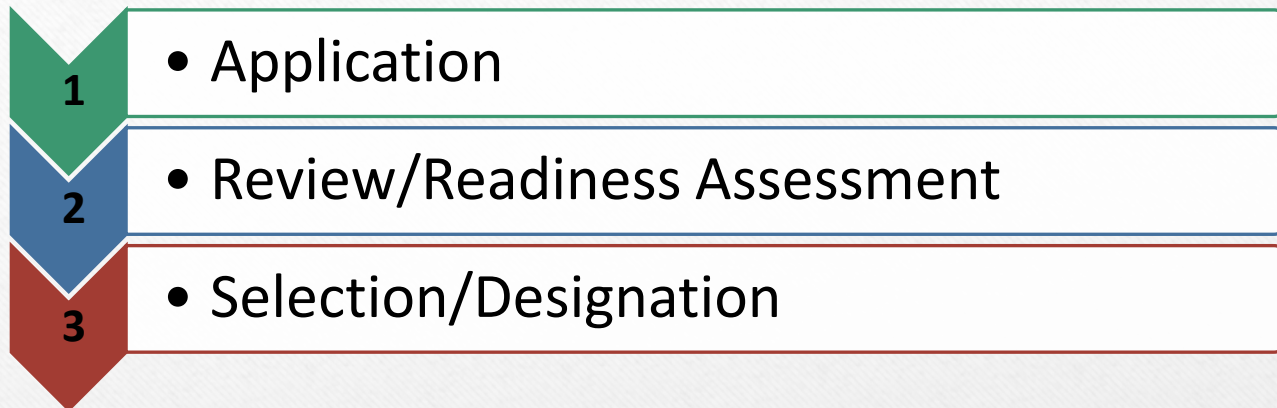 1
• Application
2
• Review/Readiness Assessment
3
• Selection/Designation